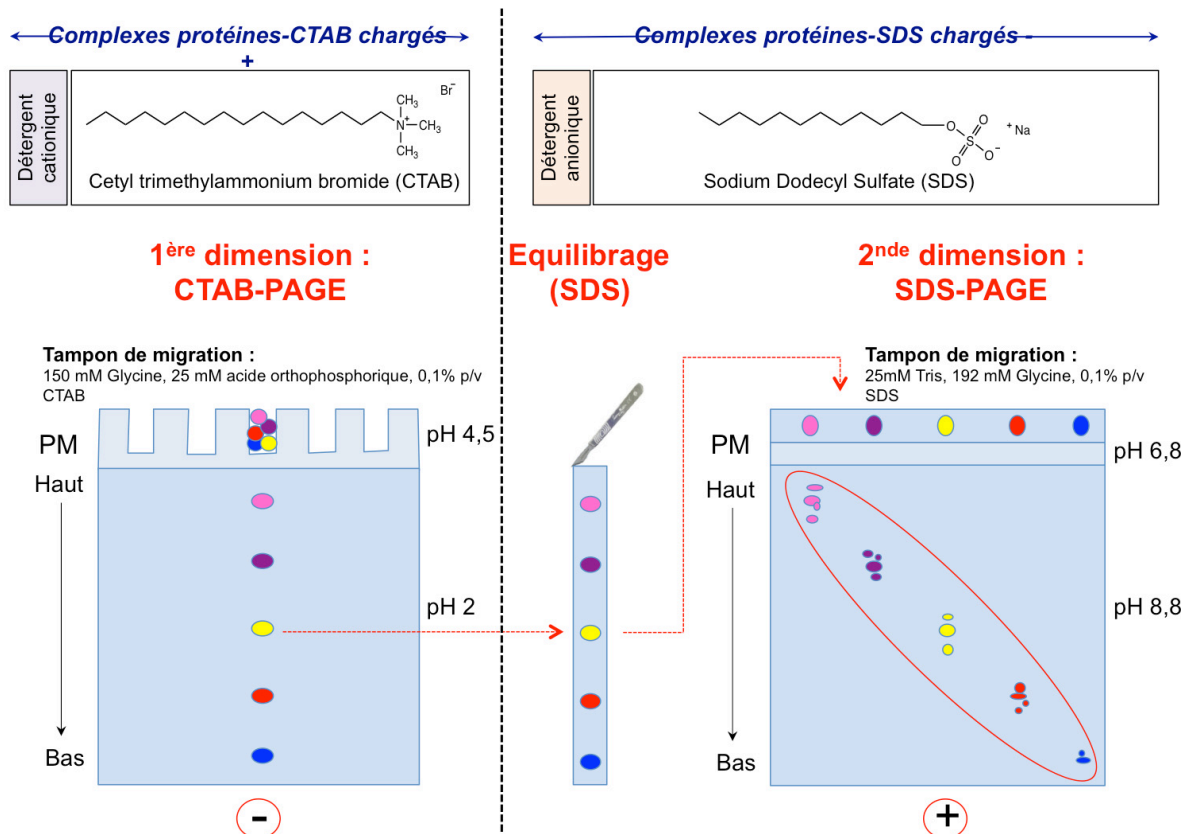 Complexes protéines-CTAB chargés
+
Complexes protéines-SDS chargés -
Détergent
cationique
Br-
CH3
N+
CH3
CH3
Cetyl trimethylammonium bromide (CTAB)
Détergent
anionique
O
O
S
O
O-
+Na
Sodium Dodecyl Sulfate (SDS)
1ère dimension :
CTAB-PAGE
Equilibrage
(SDS)
2nde dimension :
SDS-PAGE
Tampon de migration :
150 mM Glycine, 25 mM acide orthophosphorique, 0,1% p/v
CTAB
PM
Haut
Bas
pH 4,5
pH 2
-
Tampon de migration :
25mM Tris, 192 mM Glycine, 0,1% p/v
SDS
PM
Haut
Bas
pH 6,8
pH 8,8
+